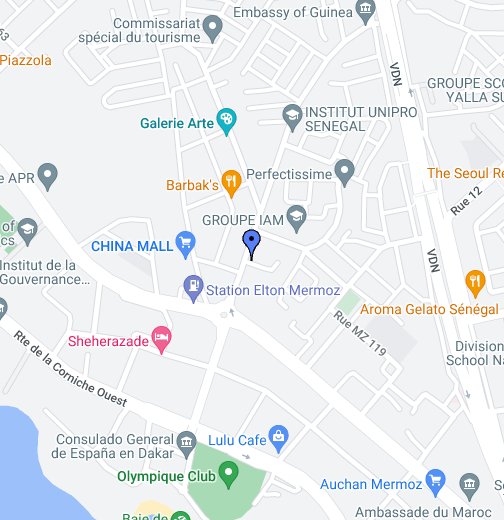 Embassy of Guinea
Commissariat
spécial du tourisme
Piazzola
VDN
GROUPE SCO
YALLA SU
INSTITUT UNIPRO
SENEGAL
Galerie Arte
Perfectissime
The Seoul Re
e APR
Barbak's
Rue 12
GROUPE IAM
of
cs
CHINA MALL
VDN
Institut de la
Gouvernance...
Station Elton Mermoz
Aroma Gelato Sénégal
Rue MZ 119
Sheherazade
Division
School Na
Rte de la Corniche Ouest
Consulado General
de España en Dakar
Lulu Cafe
Olympique Club
Auchan Mermoz
Ambassade du Maroc
S
Baie de